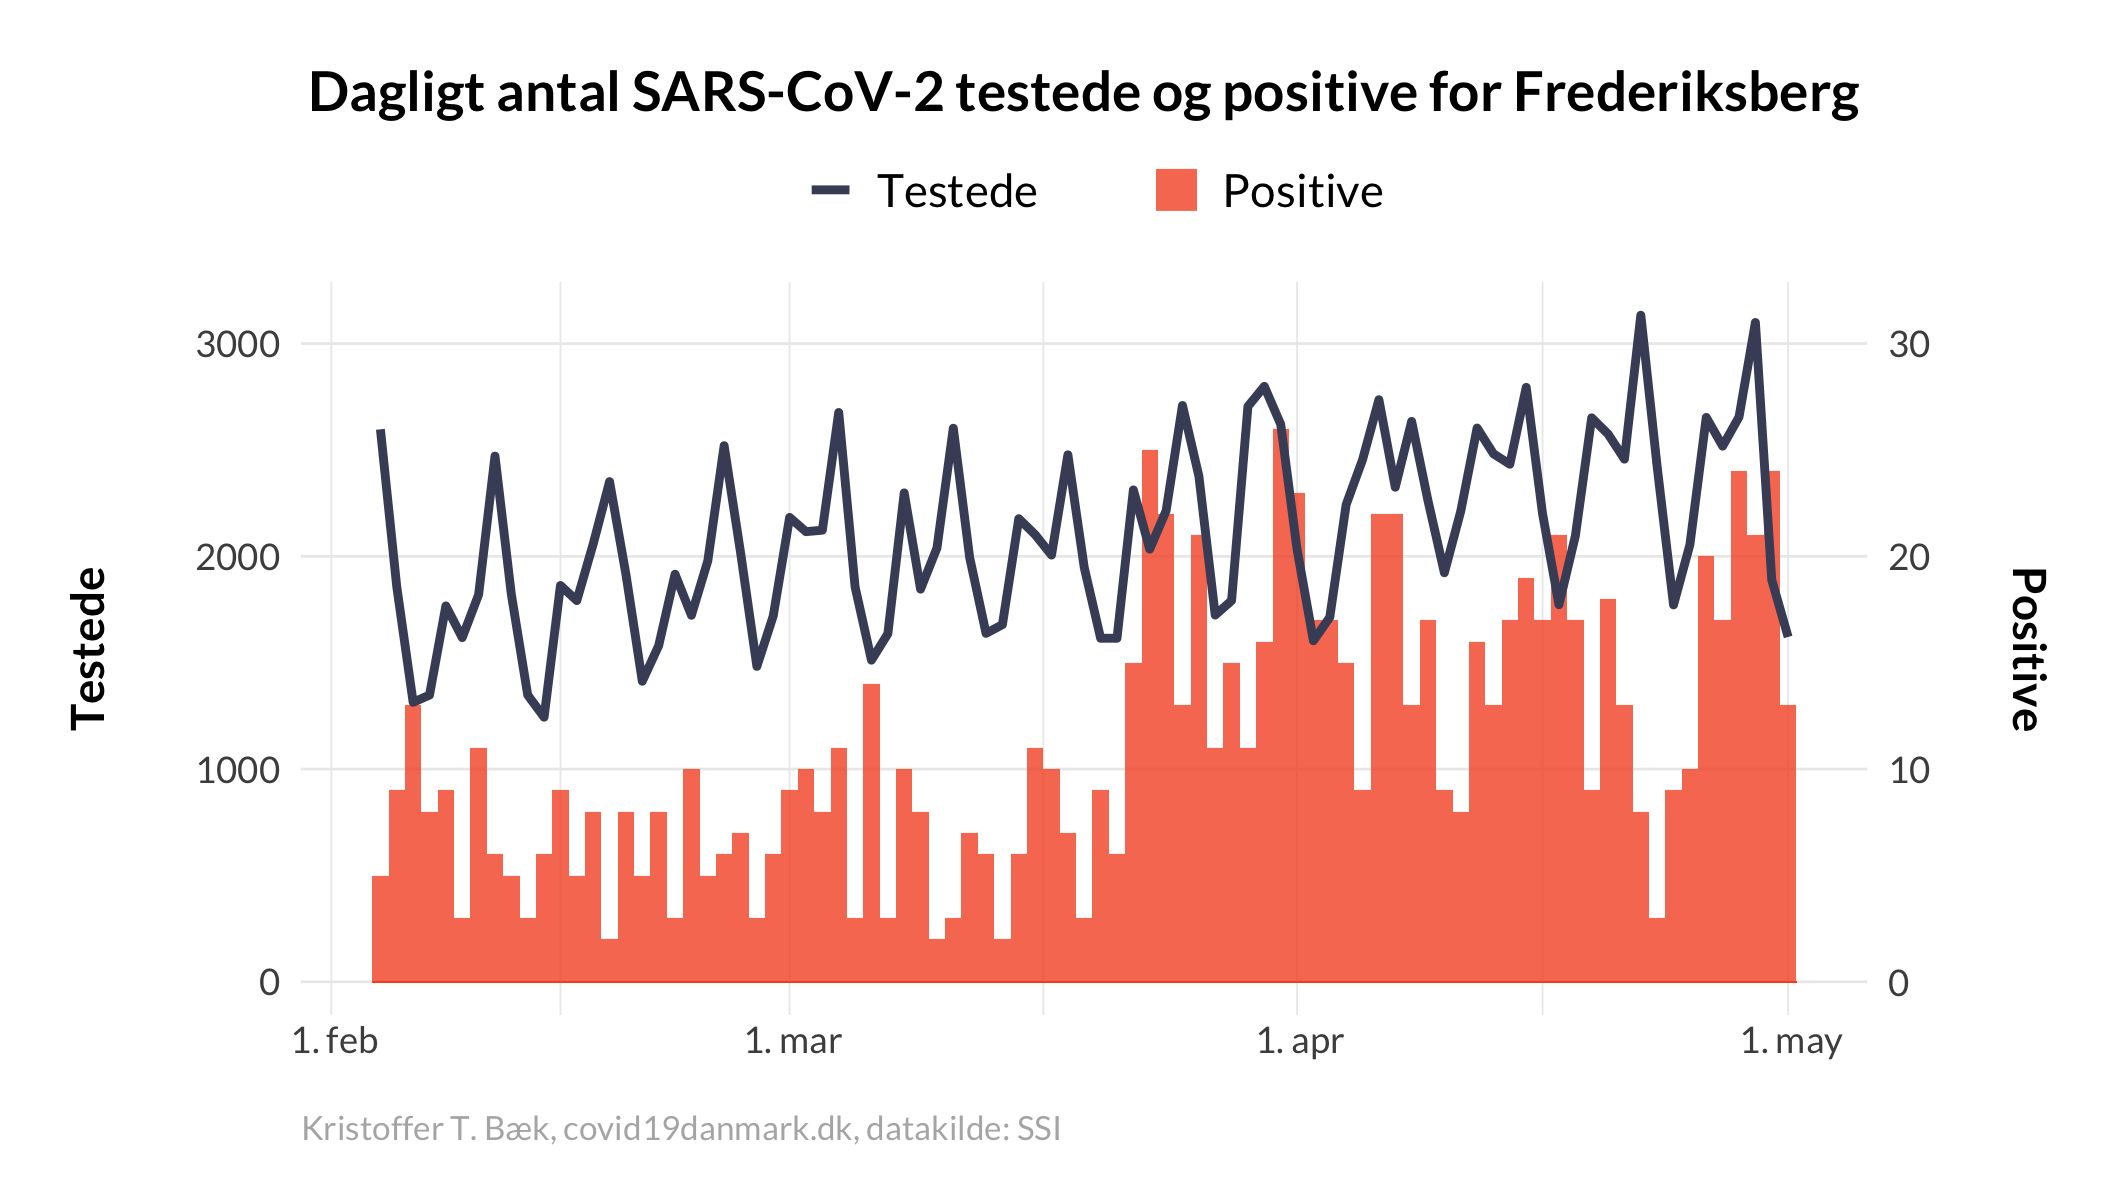 Dagligt antal SARS-CoV-2 testede og positive for Frederiksberg
Testede
Positive
3000
2000
1000
0
Testede
30
20
10
0
Positive
1. feb
1. mar
1. apr
1. may
Kristoffer T. Bæk, covid19danmark.dk, datakilde: SSI